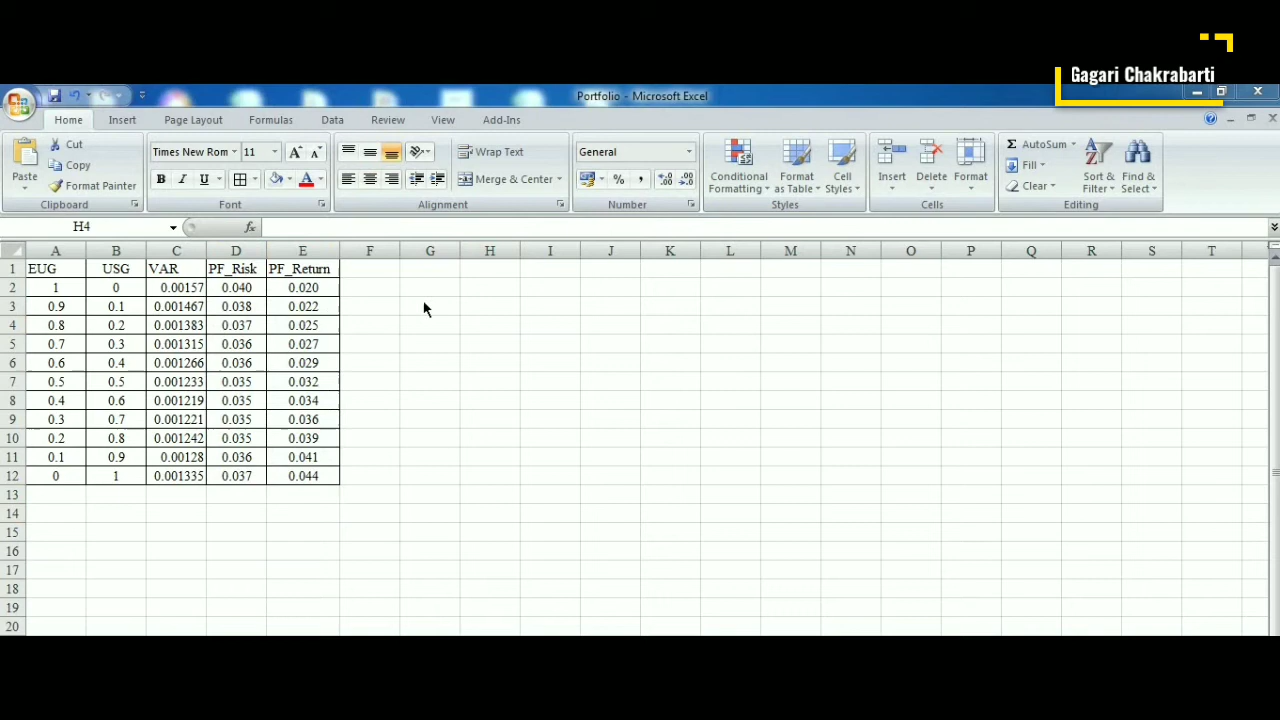 Gagari Chakrabarti
Portfolio - Microsoft Excel
Home Insert Page Layout Formulas Data Review View Add-Ins
Cut
Copy
Format Painter
Paste
Clipboard
Times New Rom 11
B I U
Font
Wrap Text
Merge & Center
Alignment
General
% ,
Number
Conditional Formatting
Format as Table
Cell Styles
Styles
Insert Delete Format
Cells
Σ AutoSum
Fill
Clear
Sort & Filter
Find & Select
Editing
H4 fx
A B C D E F G H I J K L M N O P Q R S T
1 EUG USG VAR PF_Risk PF_Return
2 1 0 0.00157 0.040 0.020
3 0.9 0.1 0.001467 0.038 0.022
4 0.8 0.2 0.001383 0.037 0.025
5 0.7 0.3 0.001315 0.036 0.027
6 0.6 0.4 0.001266 0.036 0.029
7 0.5 0.5 0.001233 0.035 0.032
8 0.4 0.6 0.001219 0.035 0.034
9 0.3 0.7 0.001221 0.035 0.036
10 0.2 0.8 0.001242 0.035 0.039
11 0.1 0.9 0.00128 0.036 0.041
12 0 1 0.001335 0.037 0.044
13
14
15
16
17
18
19
20